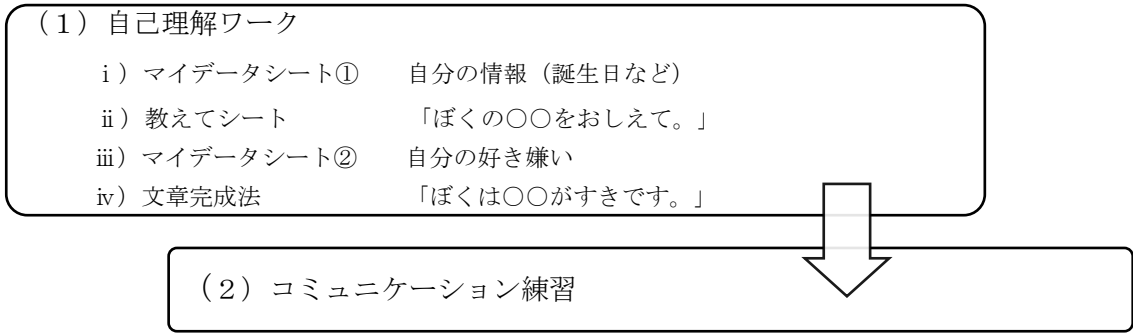 （１）自己理解ワーク
ⅰ）マイデータシート①　自分の情報（誕生日など）
ⅱ）教えてシート　「ぼくの○○をおしえて。」
ⅲ）マイデータシート②　自分の好き嫌い
ⅳ）文章完成法　「ぼくは○○がすきです。」
（２）コミュニケーション練習